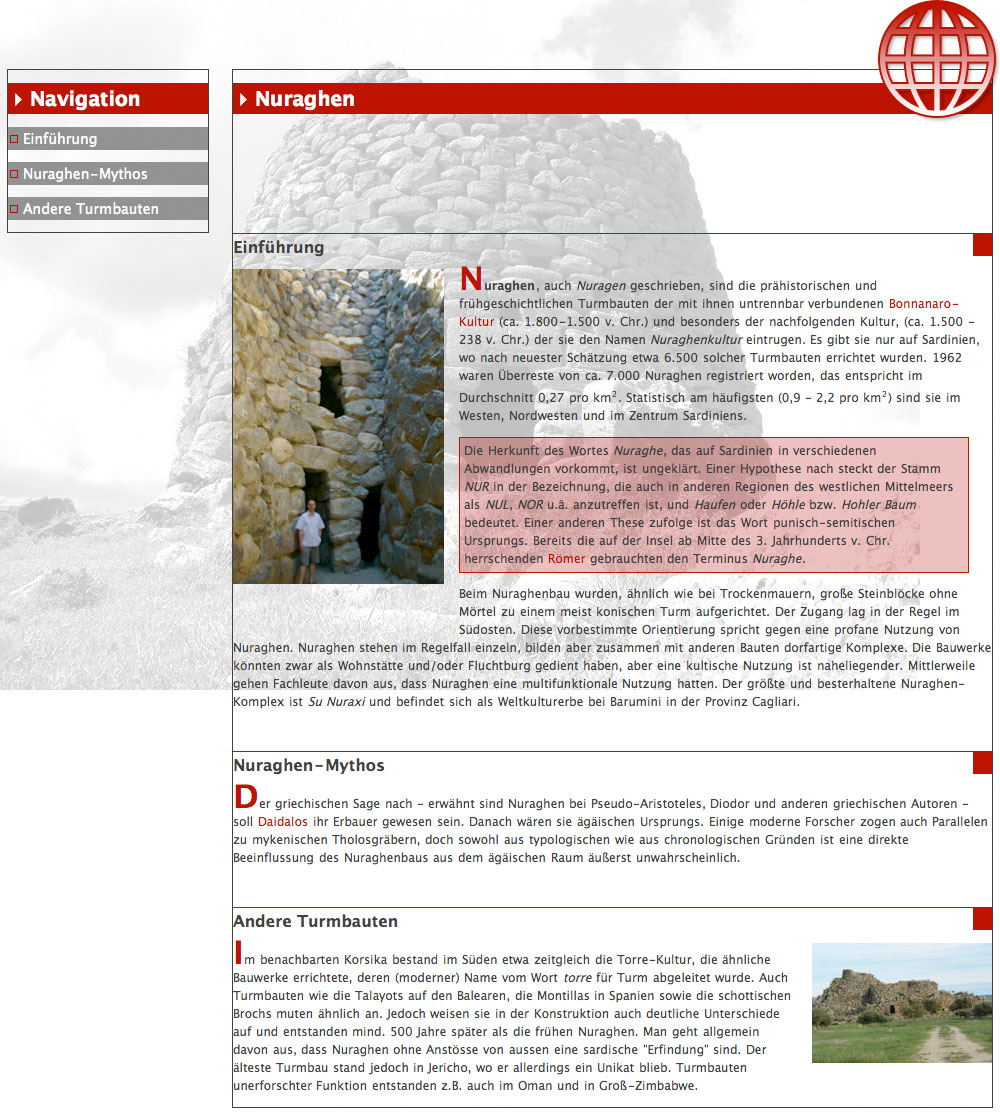 Navigation
Einführung
Nuraghen-Mythos
Andere Turmbauten
Nuraghen
Einführung
Nuraghen, auch Nuragen geschrieben, sind die prähistorischen und
frühgeschichtlichen Turmbauten der mit ihnen untrennbar verbundenen Bonnanaro-
Kultur (ca. 1.800-1.500 v. Chr.) und besonders der nachfolgenden Kultur, (ca. 1.500 -
238 v. Chr.) der sie den Namen Nuraghenkultur eintrugen. Es gibt sie nur auf Sardinien,
wo nach neuester Schätzung etwa 6.500 solcher Turmbauten errichtet wurden. 1962
waren Überreste von ca. 7.000 Nuraghen registriert worden, das entspricht im
Durchschnitt 0,27 pro km². Statistisch am häufigsten (0,9 - 2,2 pro km²) sind sie im
Westen, Nordwesten und im Zentrum Sardiniens.
Die Herkunft des Wortes Nuraghe, das auf Sardinien in verschiedenen
Abwandlungen vorkommt, ist ungeklärt. Einer Hypothese nach steckt der Stamm
NUR in der Bezeichnung, die auch in anderen Regionen des westlichen Mittelmeers
als NUL, NOR u.ä. anzutreffen ist, und Haufen oder Höhle bzw. Hohler Baum
bedeutet. Einer anderen These zufolge ist das Wort punisch-semitischen
Ursprungs. Bereits die auf der Insel ab Mitte des 3. Jahrhunderts v. Chr.
herrschenden Römer gebrauchten den Terminus Nuraghe.
Beim Nuraghenbau wurden, ähnlich wie bei Trockenmauern, große Steinblöcke ohne
Mörtel zu einem meist konischen Turm aufgerichtet. Der Zugang lag in der Regel im
Südosten. Diese vorbestimmte Orientierung spricht gegen eine profane Nutzung von
Nuraghen. Nuraghen stehen im Regelfall einzeln, bilden aber zusammen mit anderen Bauten dorfartige Komplexe. Die Bauwerke
könnten zwar als Wohnstätte und/oder Fluchtburg gedient haben, aber eine kultische Nutzung ist naheliegender. Mittlerweile
gehen Fachleute davon aus, dass Nuraghen eine multifunktionale Nutzung hatten. Der größte und besterhaltene Nuraghen-
Komplex ist Su Nuraxi und befindet sich als Weltkulturerbe bei Barumini in der Provinz Cagliari.
Nuraghen-Mythos
Der griechischen Sage nach - erwähnt sind Nuraghen bei Pseudo-Aristoteles, Diodor und anderen griechischen Autoren -
soll Daidalos ihr Erbauer gewesen sein. Danach wären sie ägäischen Ursprungs. Einige moderne Forscher zogen auch Parallelen
zu mykenischen Tholosgräbern, doch sowohl aus typologischen wie aus chronologischen Gründen ist eine direkte
Beeinflussung des Nuraghenbaus aus dem ägäischen Raum äußerst unwahrscheinlich.
Andere Turmbauten
Im benachbarten Korsika bestand im Süden etwa zeitgleich die Torre-Kultur, die ähnliche
Bauwerke errichtete, deren (moderner) Name vom Wort torre für Turm abgeleitet wurde. Auch
Turmbauten wie die Talayots auf den Balearen, die Montillas in Spanien sowie die schottischen
Brochs muten ähnlich an. Jedoch weisen sie in der Konstruktion auch deutliche Unterschiede
auf und entstanden mind. 500 Jahre später als die frühen Nuraghen. Man geht allgemein
davon aus, dass Nuraghen ohne Anstösse von aussen eine sardische "Erfindung" sind. Der
älteste Turmbau stand jedoch in Jericho, wo er allerdings ein Unikat blieb. Turmbauten
unerforschter Funktion entstanden z.B. auch im Oman und in Groß-Zimbabwe.